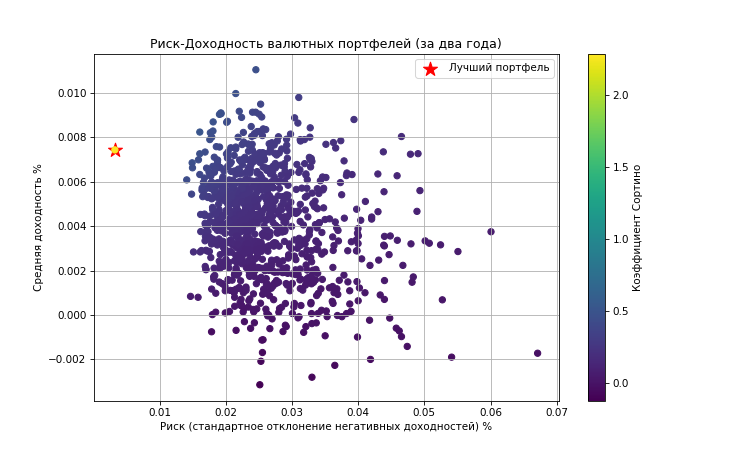 Риск-Доходность валютных портфелей (за два года)
Лучший портфель
Средняя доходность %
0.010
0.008
0.006
0.004
0.002
0.000
−0.002
0.01 0.02 0.03 0.04 0.05 0.06 0.07
Риск (стандартное отклонение негативных доходностей) %
2.0
1.5
1.0
0.5
0.0
Коэффициент Сортино